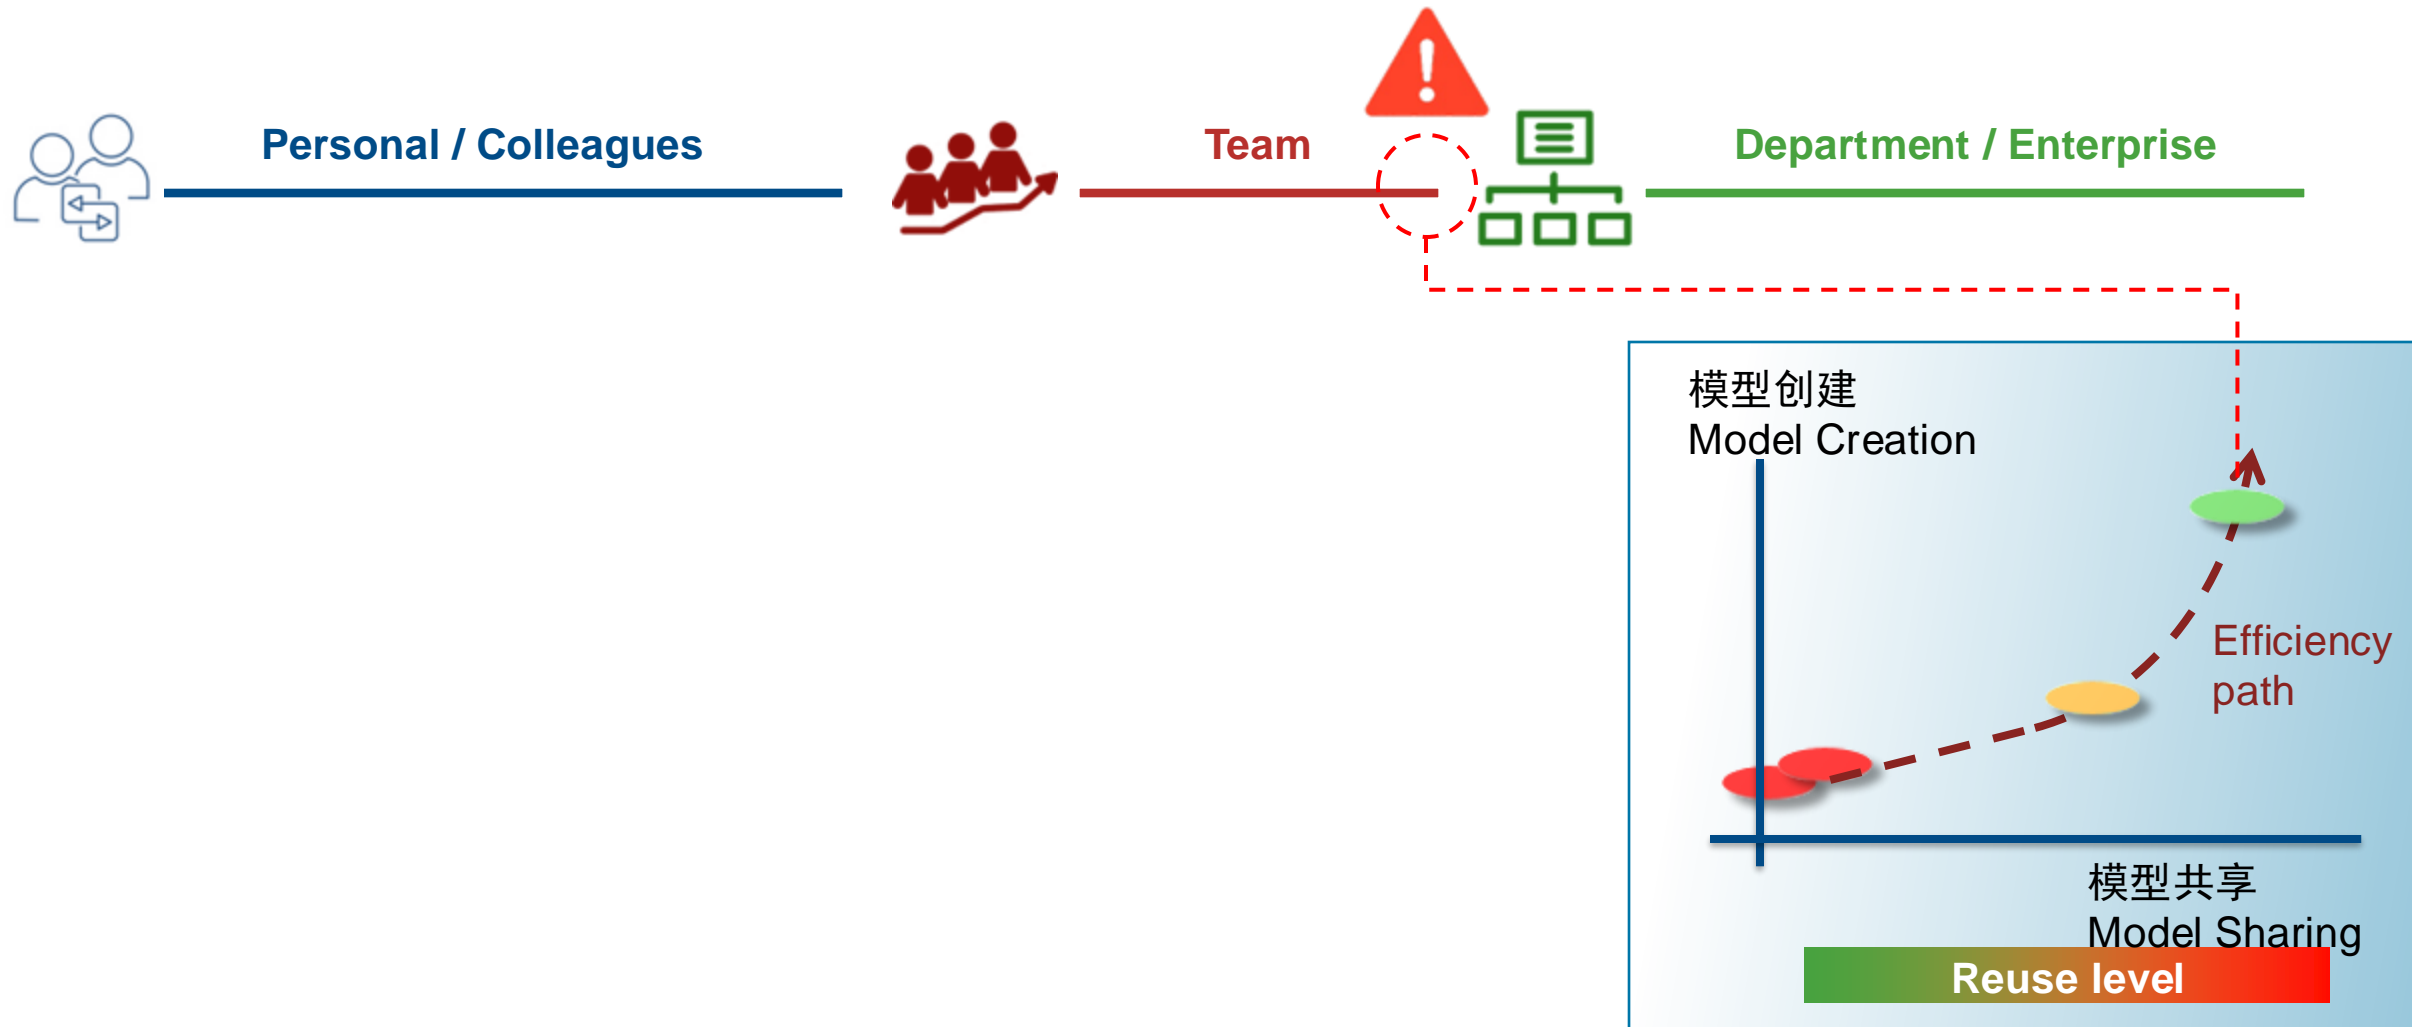 Personal / Colleagues
Team
Department / Enterprise
模型创建
Model Creation
Efficiency
path
模型共享
Model Sharing
Reuse level